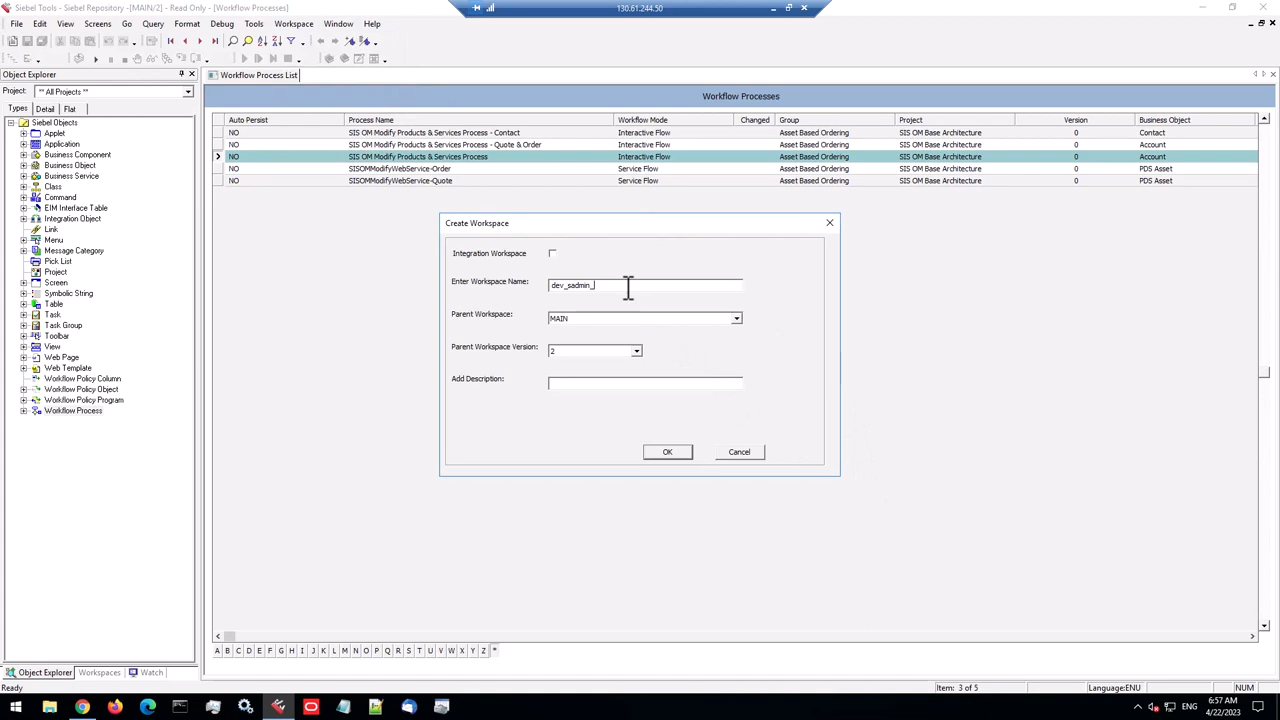 Siebel Tools - Siebel Repository -[MAIN/2] - Read Only - [Workflow Processes]
130.61.244.50
File Edit View Screens Go Query Format Debug Tools Workspace Window Help
Object Explorer
Workflow Process List
Project: ** All Projects **
Types Detail Flat
Siebel Objects
Applet
Application
Business Component
Business Object
Business Service
Class
Command
EIM Interface Table
Integration Object
Link
Menu
Message Category
Pick List
Project
Screen
Symbolic String
Table
Task
Task Group
Toolbar
View
Web Page
Web Template
Workflow Policy Column
Workflow Policy Object
Workflow Policy Program
Workflow Process
Workflow Processes
Auto Persist Process Name Workflow Mode Changed Group Project Version Business Object
NO SIS OM Modify Products & Services Process - Contact Interactive Flow Asset Based Ordering SIS OM Base Architecture 0 Contact
NO SIS OM Modify Products & Services Process - Quote & Order Interactive Flow Asset Based Ordering SIS OM Base Architecture 0 Account
NO SIS OM Modify Products & Services Process Interactive Flow Asset Based Ordering SIS OM Base Architecture 0 Account
NO SISOMModifyWebService-Order Service Flow Asset Based Ordering SIS OM Base Architecture 0 PDS Asset
NO SISOMModifyWebService-Quote Service Flow Asset Based Ordering SIS OM Base Architecture 0 PDS Asset
Create Workspace
Integration Workspace
Enter Workspace Name: dev_sadmin_
Parent Workspace: MAIN
Parent Workspace Version: 2
Add Description:
OK Cancel
A B C D E F G H I J K L M N O P Q R S T U V W X Y Z *
Object Explorer Workspaces Watch
Ready Item: 3 of 5 Language:ENU NUM
ENG 6:57 AM
4/22/2023